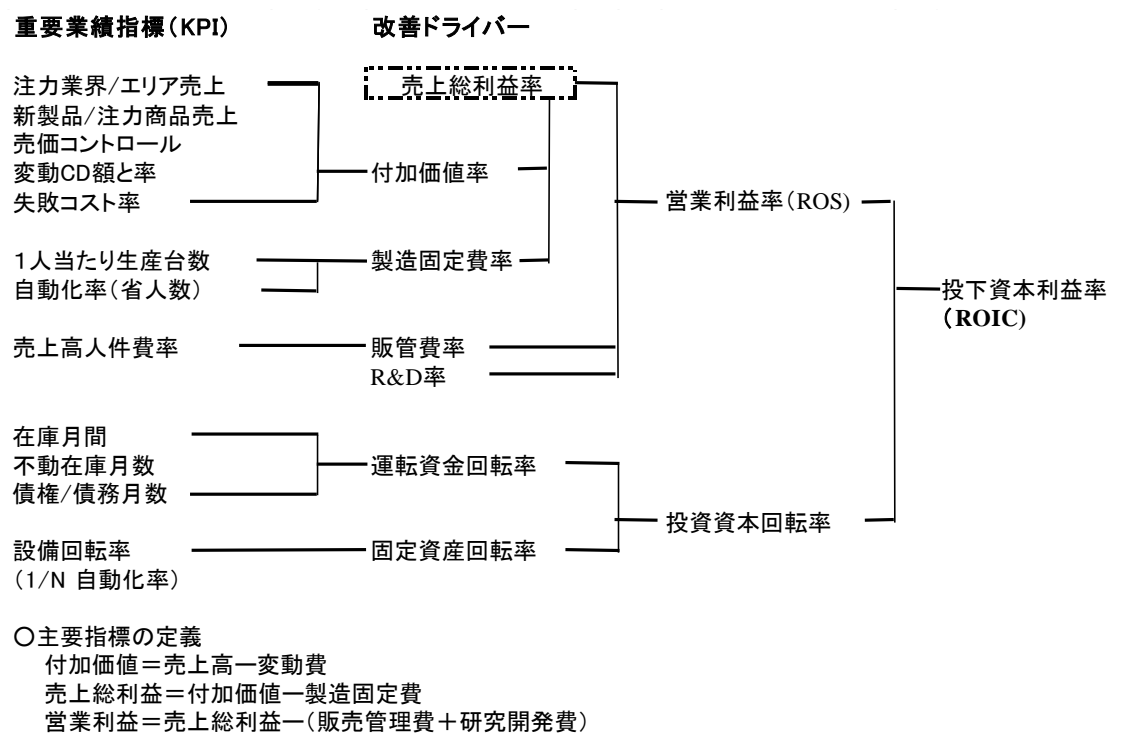 重要業績指標(KPI) 改善ドライバー
注力業界/エリア売上 売上総利益率
新製品/注力商品売上
売価コントロール
変動CD額と率 付加価値率
失敗コスト率 営業利益率(ROS)
1人当たり生産台数 製造固定費率
自動化率(省人数) 投下資本利益率
(ROIC)
売上高人件費率 販管費率
R&D率
在庫月間
不動在庫月数 運転資金回転率
債権/債務月数
投資資本回転率
設備回転率 固定資産回転率
(1/N 自動化率)
○主要指標の定義
付加価値=売上高ー変動費
売上総利益=付加価値ー製造固定費
営業利益=売上総利益ー(販売管理費+研究開発費)